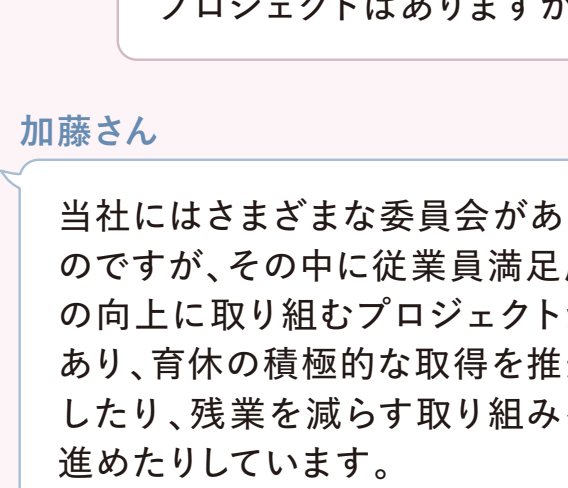 プロジェクトはありますか
加藤さん
当社にはさまざまな委員会があ
のですが、その中に従業員満足
の向上に取り組むプロジェクト
あり、育休の積極的な取得を推
したり、残業を減らす取り組み
進めたりしています。